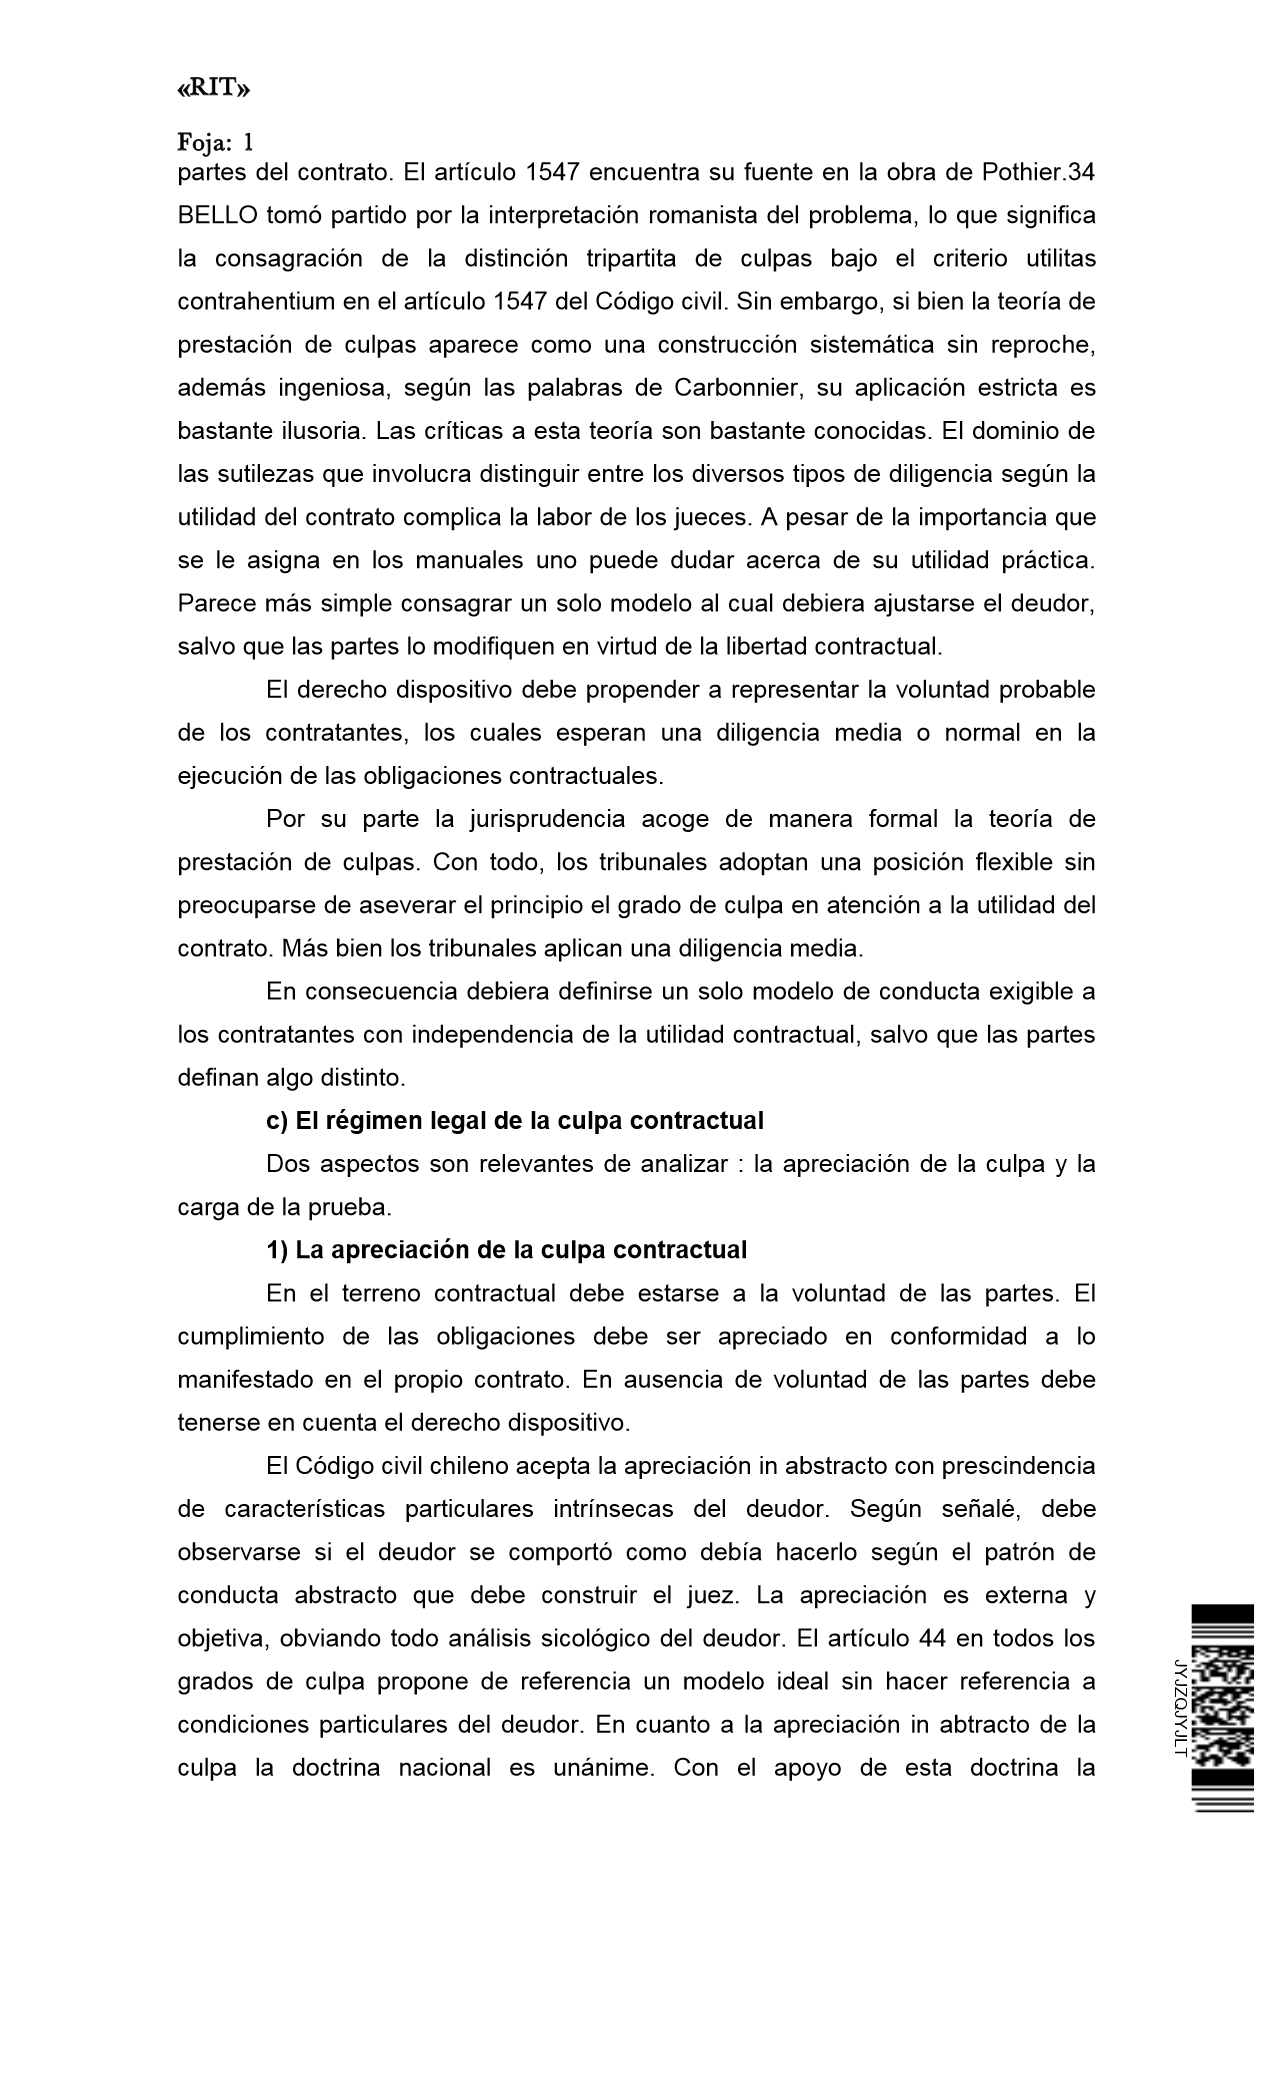 «RIT»
Foja: 1
partes del contrato. El artículo 1547 encuentra su fuente en la obra de Pothier.34
BELLO tomó partido por la interpretación romanista del problema, lo que significa
la consagración de la distinción tripartita de culpas bajo el criterio utilitas
contrahentium en el artículo 1547 del Código civil. Sin embargo, si bien la teoría de
prestación de culpas aparece como una construcción sistemática sin reproche,
además ingeniosa, según las palabras de Carbonnier, su aplicación estricta es
bastante ilusoria. Las críticas a esta teoría son bastante conocidas. El dominio de
las sutilezas que involucra distinguir entre los diversos tipos de diligencia según la
utilidad del contrato complica la labor de los jueces. A pesar de la importancia que
se le asigna en los manuales uno puede dudar acerca de su utilidad práctica.
Parece más simple consagrar un solo modelo al cual debiera ajustarse el deudor,
salvo que las partes lo modifiquen en virtud de la libertad contractual.
El derecho dispositivo debe propender a representar la voluntad probable
de los contratantes, los cuales esperan una diligencia media o normal en la
ejecución de las obligaciones contractuales.
Por su parte la jurisprudencia acoge de manera formal la teoría de
prestación de culpas. Con todo, los tribunales adoptan una posición flexible sin
preocuparse de aseverar el principio el grado de culpa en atención a la utilidad del
contrato. Más bien los tribunales aplican una diligencia media.
En consecuencia debiera definirse un solo modelo de conducta exigible a
los contratantes con independencia de la utilidad contractual, salvo que las partes
definan algo distinto.
c) El régimen legal de la culpa contractual
Dos aspectos son relevantes de analizar : la apreciación de la culpa y la
carga de la prueba.
1) La apreciación de la culpa contractual
En el terreno contractual debe estarse a la voluntad de las partes. El
cumplimiento de las obligaciones debe ser apreciado en conformidad a lo
manifestado en el propio contrato. En ausencia de voluntad de las partes debe
tenerse en cuenta el derecho dispositivo.
El Código civil chileno acepta la apreciación in abstracto con prescindencia
de características particulares intrínsecas del deudor. Según señalé, debe
observarse si el deudor se comportó como debía hacerlo según el patrón de
conducta abstracto que debe construir el juez. La apreciación es externa y
objetiva, obviando todo análisis sicológico del deudor. El artículo 44 en todos los
grados de culpa propone de referencia un modelo ideal sin hacer referencia a
condiciones particulares del deudor. En cuanto a la apreciación in abtracto de la
culpa la doctrina nacional es unánime. Con el apoyo de esta doctrina la
JYJZQJYJLT